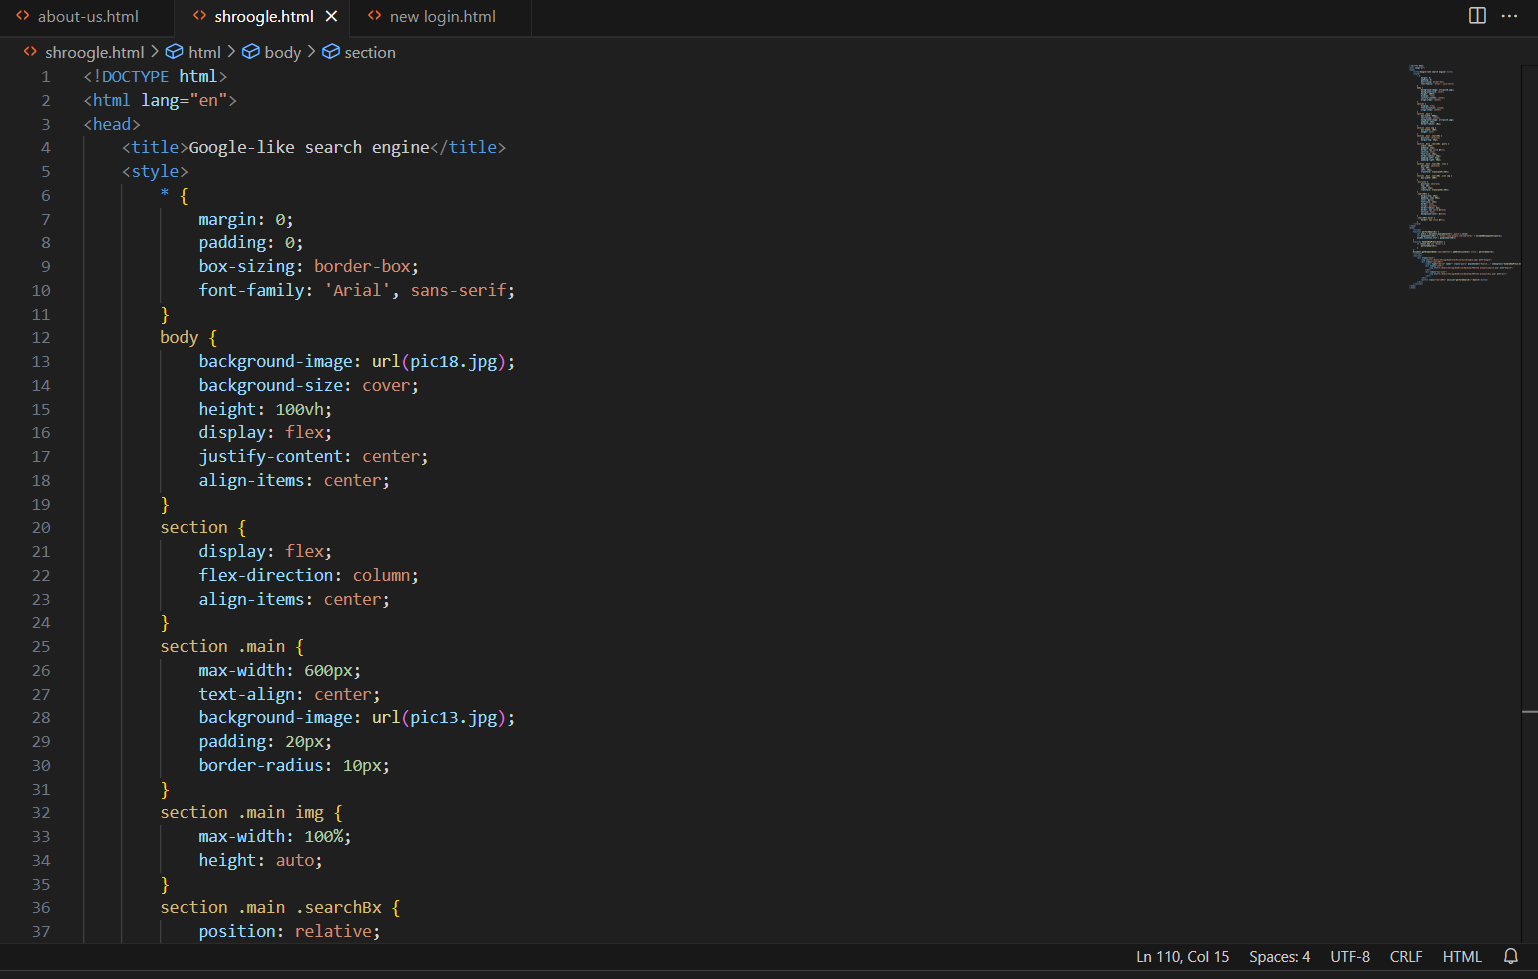 about-us.html shroogle.html new login.html
shroogle.html > html > body > section
1 <!DOCTYPE html>
2 <html lang="en">
3 <head>
4 <title>Google-like search engine</title>
5 <style>
6 * {
7 margin: 0;
8 padding: 0;
9 box-sizing: border-box;
10 font-family: 'Arial', sans-serif;
11 }
12 body {
13 background-image: url(pic18.jpg);
14 background-size: cover;
15 height: 100vh;
16 display: flex;
17 justify-content: center;
18 align-items: center;
19 }
20 section {
21 display: flex;
22 flex-direction: column;
23 align-items: center;
24 }
25 section .main {
26 max-width: 600px;
27 text-align: center;
28 background-image: url(pic13.jpg);
29 padding: 20px;
30 border-radius: 10px;
31 }
32 section .main img {
33 max-width: 100%;
34 height: auto;
35 }
36 section .main .searchBx {
37 position: relative;
Ln 110, Col 15 Spaces: 4 UTF-8 CRLF HTML